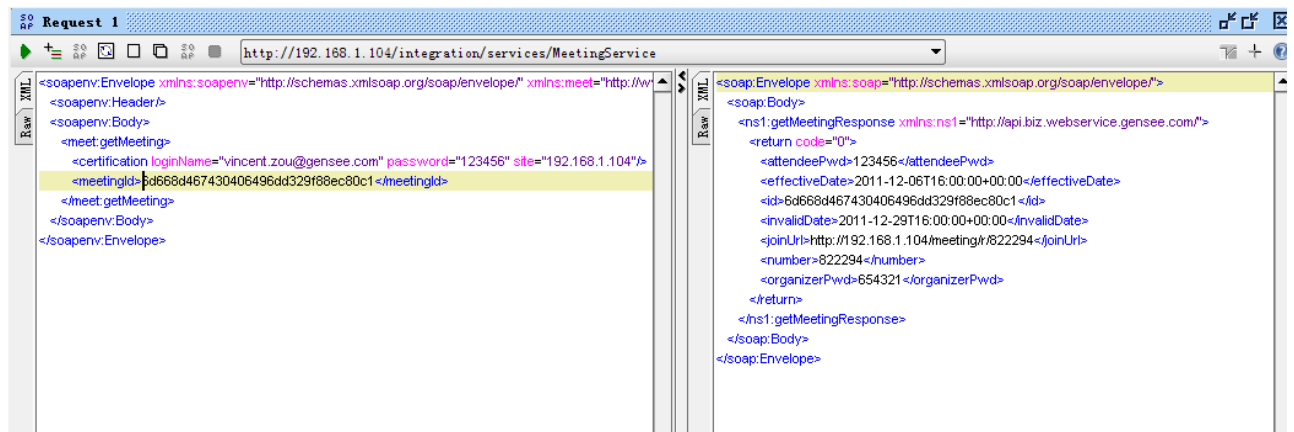 SO AP Request 1
http://192.168.1.104/integration/services/MeetingService
XML
Raw
<soapenv:Envelope xmlns:soapenv="http://schemas.xmlsoap.org/soap/envelope/" xmlns:meet="http://w
<soapenv:Header/>
<soapenv:Body>
<meet:getMeeting>
<certification loginName="vincent.zou@gensee.com" password="123456" site="192.168.1.104"/>
<meetingId>6d668d467430406496dd329f88ec80c1</meetingId>
</meet:getMeeting>
</soapenv:Body>
</soapenv:Envelope>
XML
Raw
<soap:Envelope xmlns:soap="http://schemas.xmlsoap.org/soap/envelope/">
<soap:Body>
<ns1:getMeetingResponse xmlns:ns1="http://api.biz.webservice.gensee.com/">
<return code="0">
<attendeePwd>123456</attendeePwd>
<effectiveDate>2011-12-06T16:00:00+00:00</effectiveDate>
<id>6d668d467430406496dd329f88ec80c1</id>
<invalidDate>2011-12-29T16:00:00+00:00</invalidDate>
<joinUrl>http://192.168.1.104/meeting/r/822294</joinUrl>
<number>822294</number>
<organizerPwd>654321</organizerPwd>
</return>
</ns1:getMeetingResponse>
</soap:Body>
</soap:Envelope>